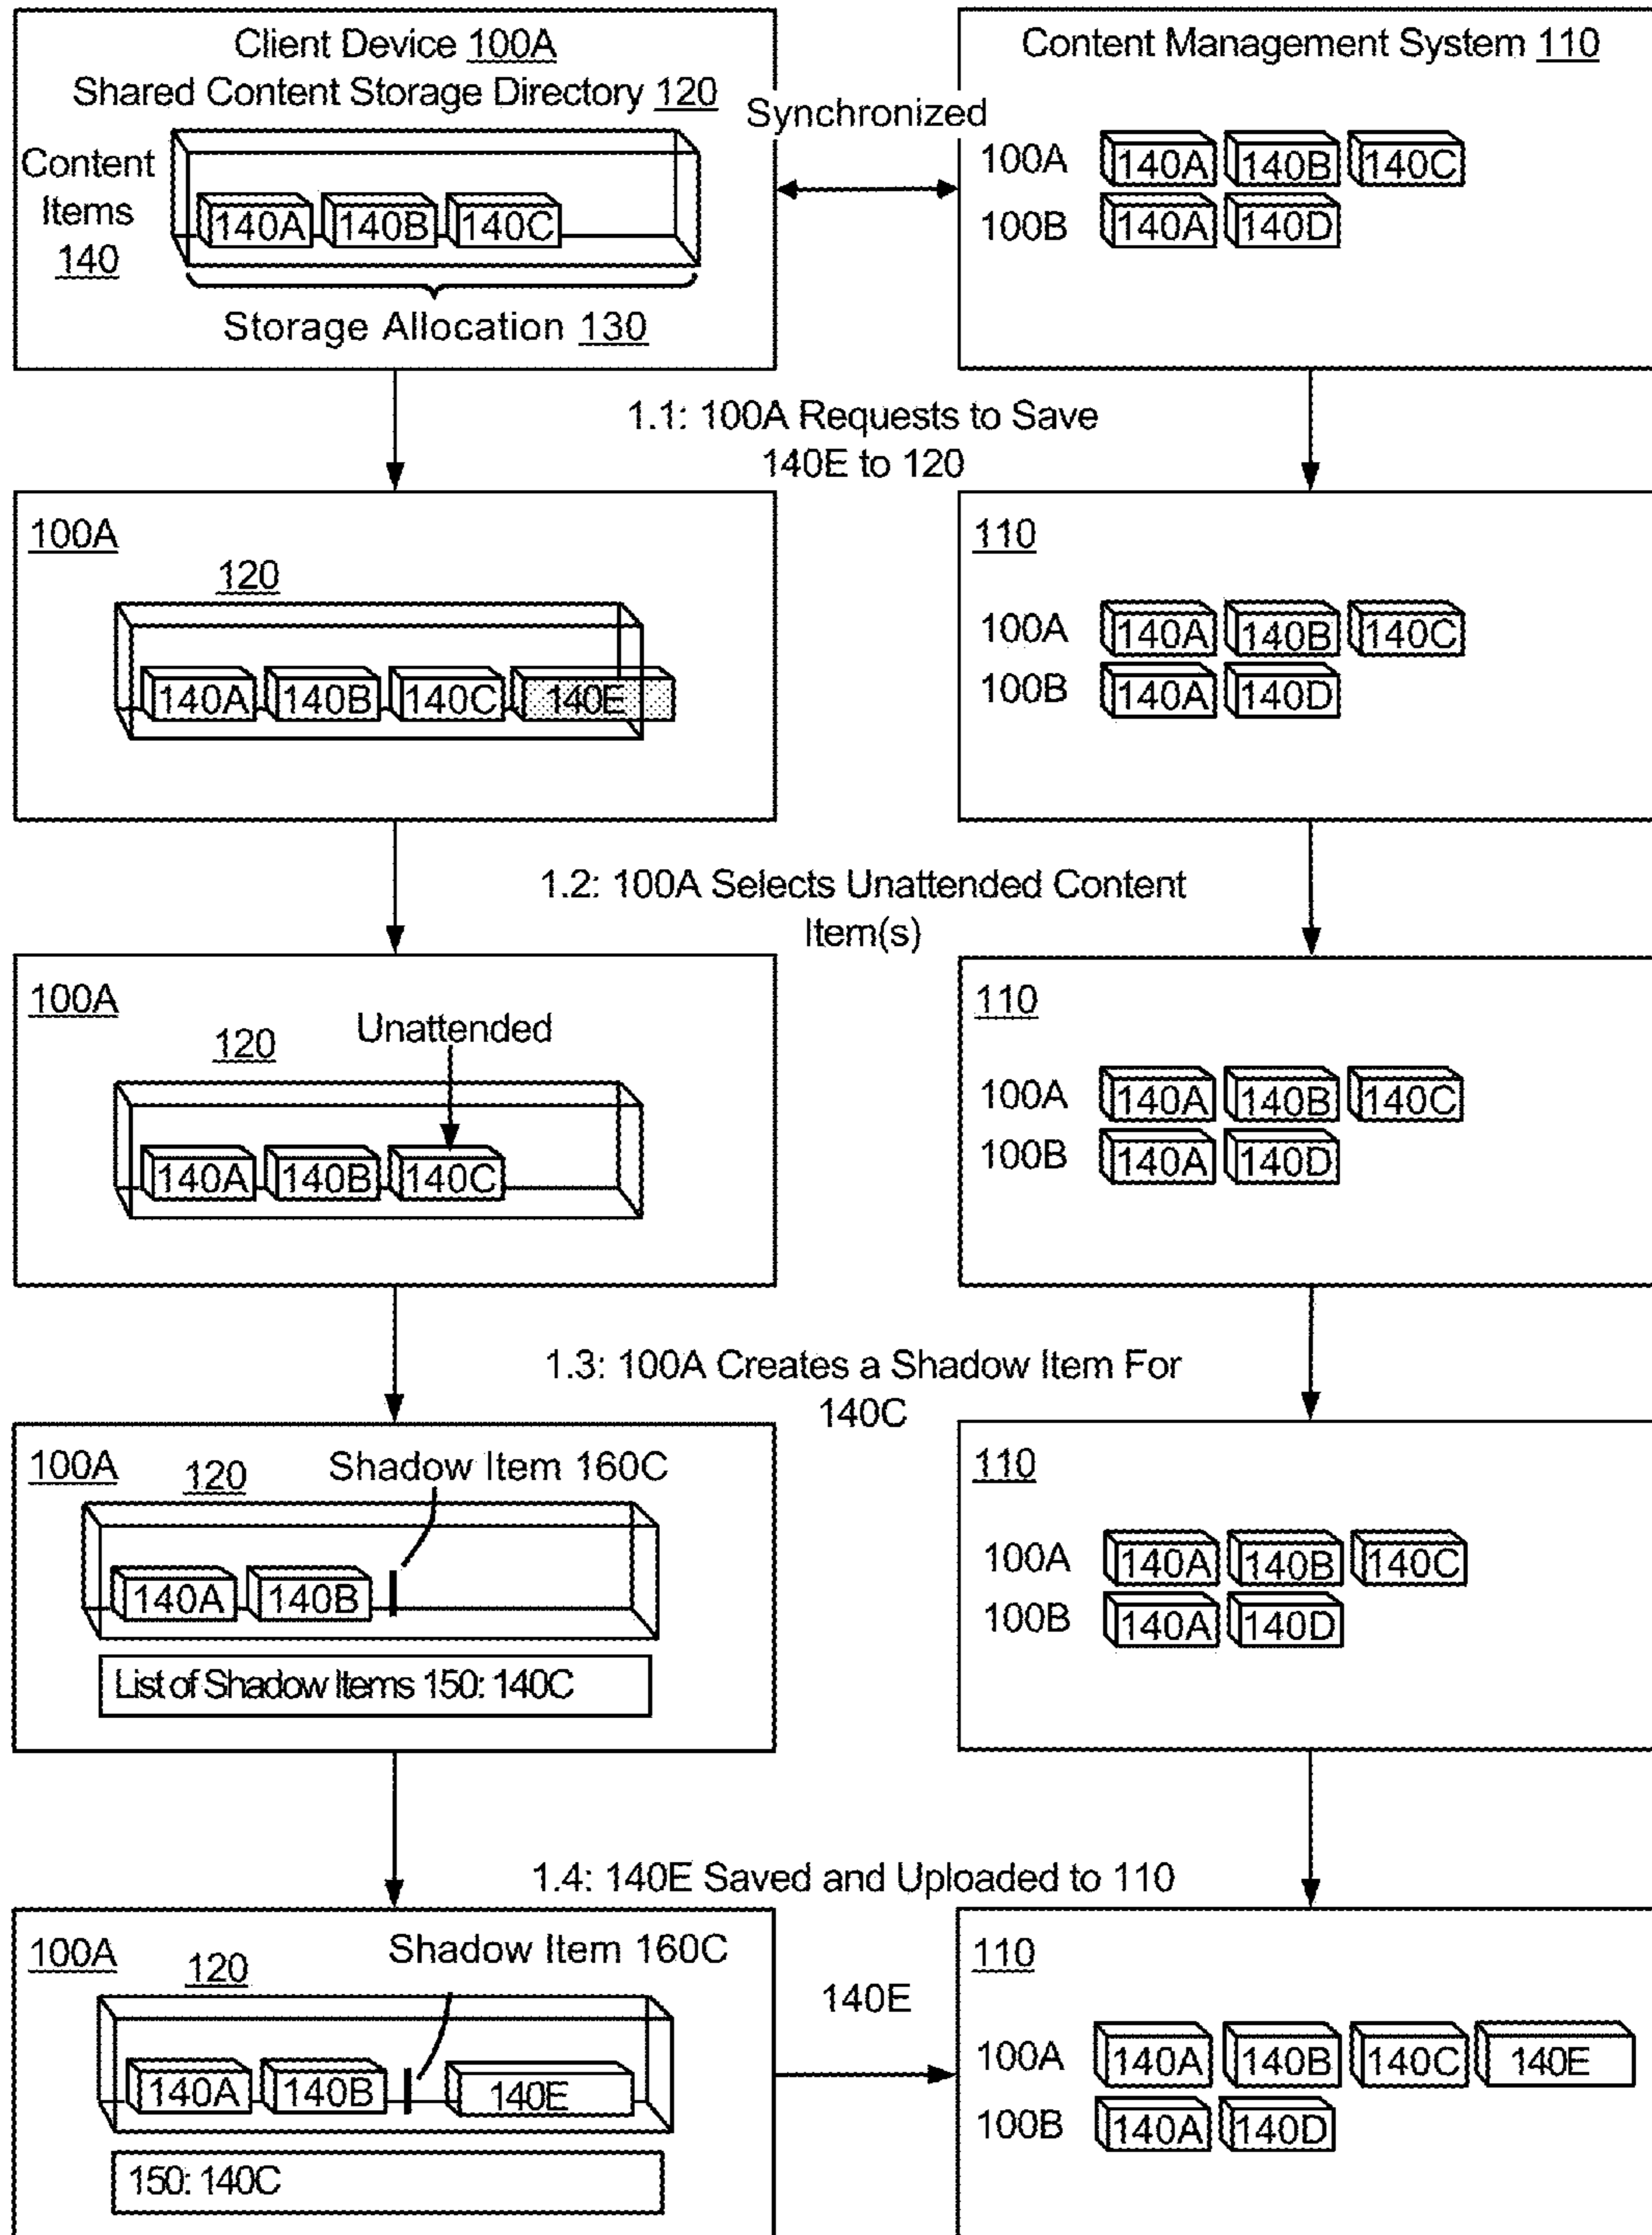 Client Device 100A
Shared Content Storage Directory 120
Content
Items
140
140A 140B 140C
Storage Allocation 130
Synchronized
Content Management System 110
100A 140A 140B 140C
100B 140A 140D
1.1: 100A Requests to Save
140E to 120
100A
120
140A 140B 140C 140E
110
100A 140A 140B 140C
100B 140A 140D
1.2: 100A Selects Unattended Content
Item(s)
100A
120
Unattended
140A 140B 140C
110
100A 140A 140B 140C
100B 140A 140D
1.3: 100A Creates a Shadow Item For
140C
100A
120
Shadow Item 160C
140A 140B
List of Shadow Items 150: 140C
110
100A 140A 140B 140C
100B 140A 140D
1.4: 140E Saved and Uploaded to 110
100A
120
Shadow Item 160C
140A 140B 140E
150: 140C
140E
110
100A 140A 140B 140C 140E
100B 140A 140D